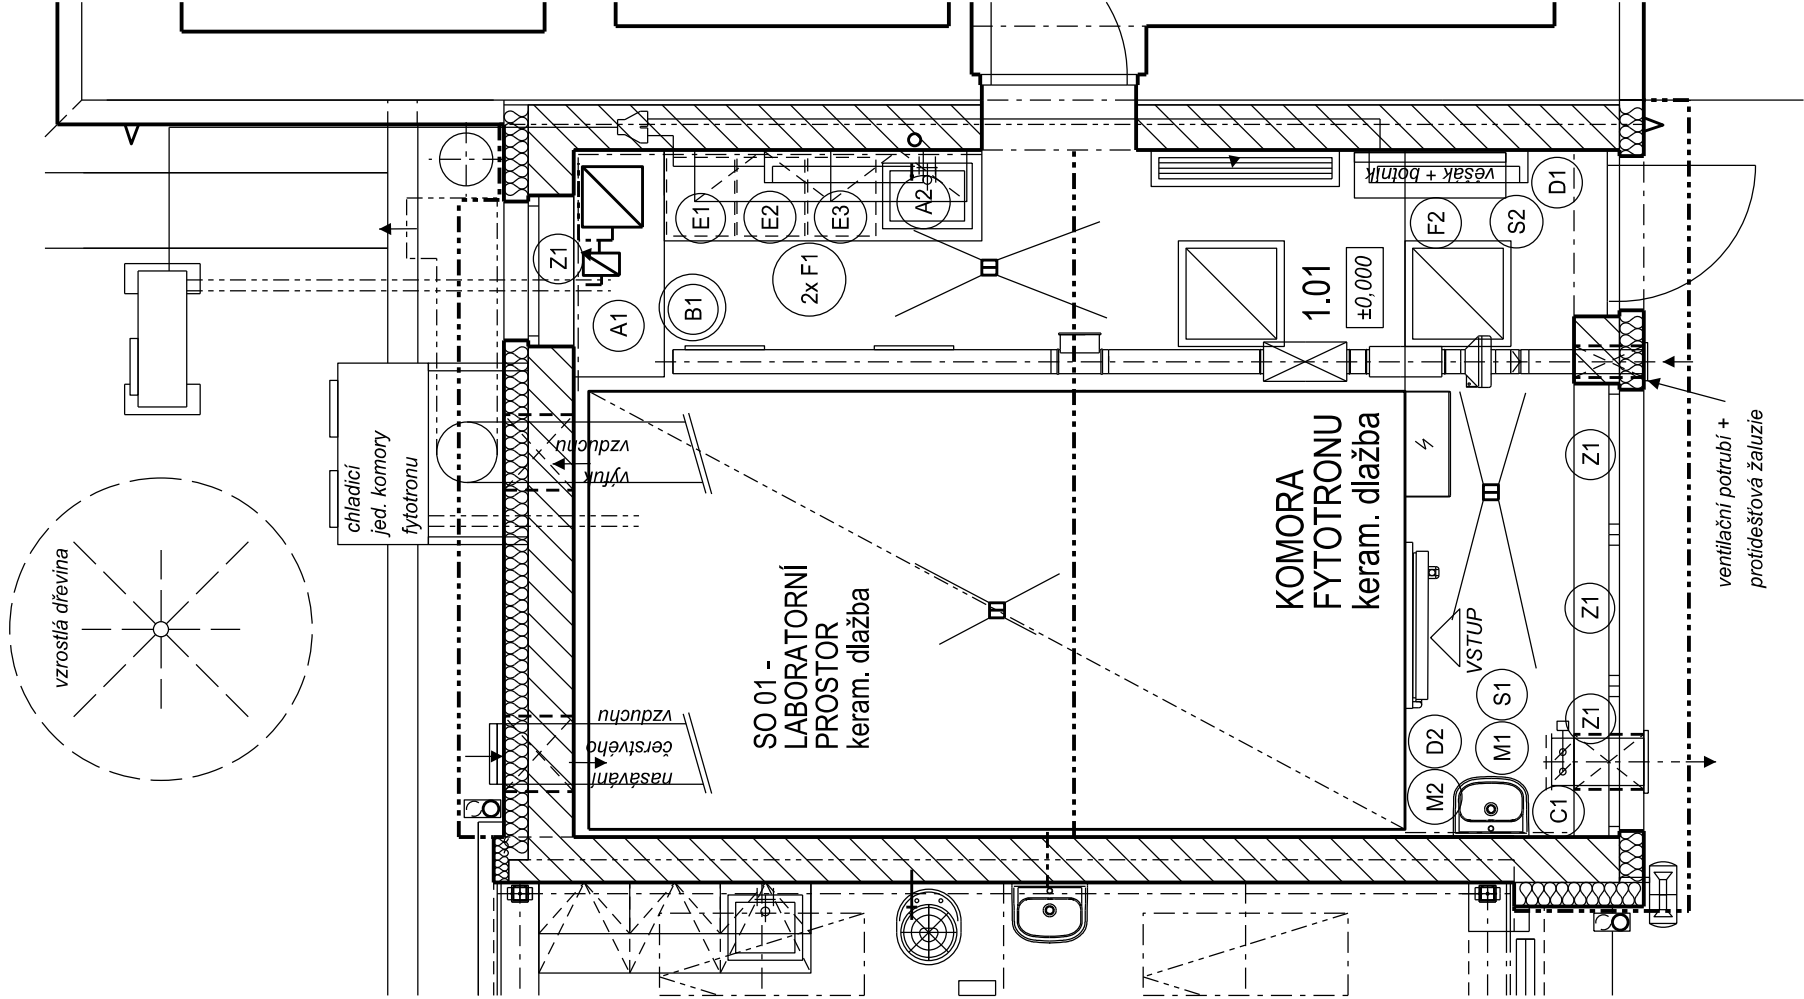 vzrostlá dřevina
chladicí
jed. komory
fytotronu
výfuk
vzduchu
nasávání
čerstvého
vzduchu
Z1
A1
B1
E1
E2
E3
2x F1
A2
SO 01 -
LABORATORNÍ
PROSTOR
keram. dlažba
1.01
±0,000
věšák + botník
F2
S2
D1
KOMORA
FYTOTRONU
keram. dlažba
VSTUP
Z1
Z1
Z1
S1
M1
D2
M2
C1
ventilační potrubí +
protidešťová žaluzie